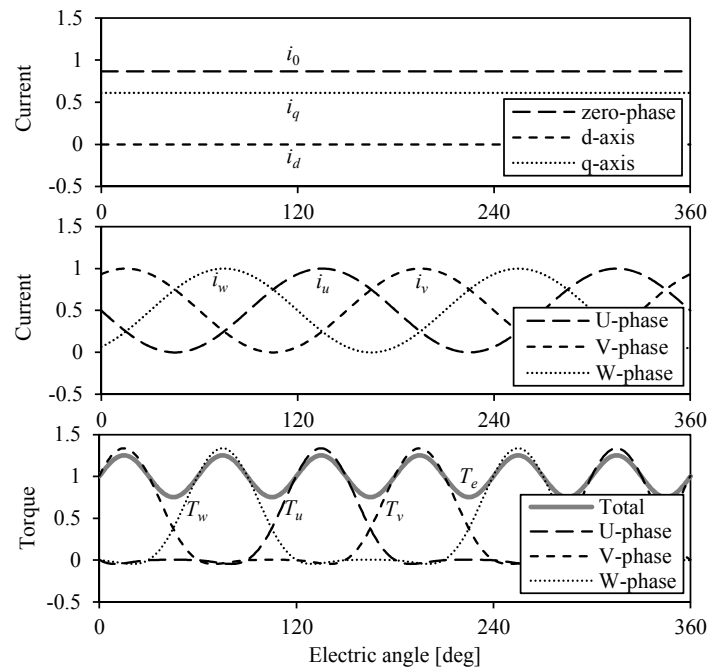 1.5
i0
1
Current
0.5
iq
zero-phase
0
id
d-axis
q-axis
-0.5
0
120
240
360
1.5
1
iw
iu
iv
Current
0.5
U-phase
V-phase
0
W-phase
-0.5
0
120
240
360
1.5
1
Te
Tw
Tu
Tv
Torque
0.5
Total
U-phase
0
V-phase
W-phase
-0.5
0
120
240
360
Electric angle [deg]